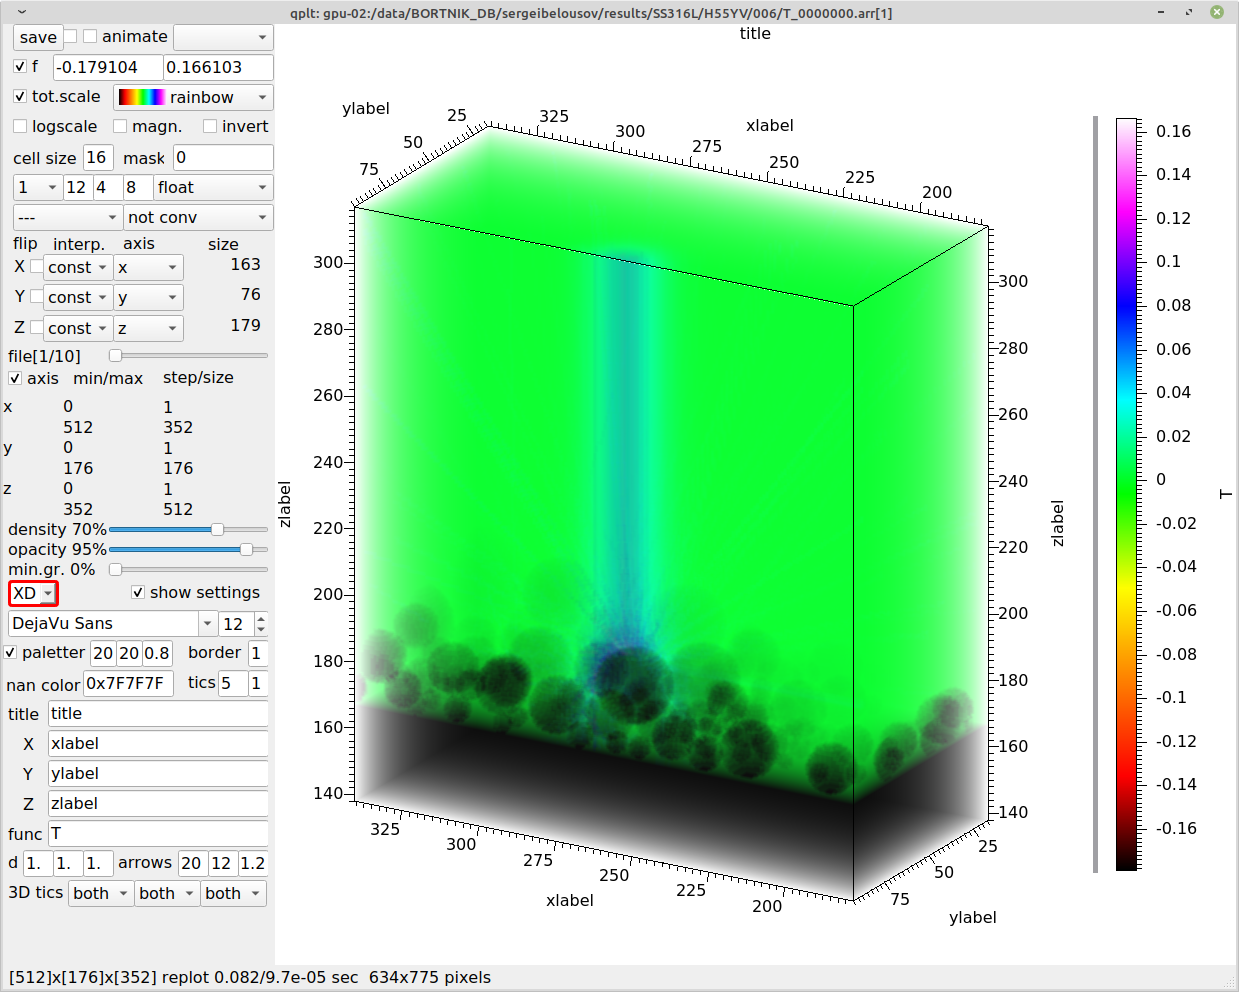 qplt: gpu-02:/data/BORTNIK_DB/sergeibelousov/results/SS316L/H55YV/006/T_0000000.arr[1]
save animate
f -0.179104 0.166103
tot.scale rainbow
logscale magn. invert
cell size 16 mask 0
1 12 4 8 float
--- not conv
flip interp. axis size
X const x 163
Y const y 76
Z const z 179
file[1/10]
axis min/max step/size
x 0 1
512 352
y 0 1
176 176
z 0 1
352 512
density 70%
opacity 95%
min.gr. 0%
XD show settings
DejaVu Sans 12
paletter 20 20 0.8 border 1
nan color 0x7F7F7F tics 5 1
title title
X xlabel
Y ylabel
Z zlabel
func T
d 1. 1. 1. arrows 20 12 1.2
3D tics both both both
title
ylabel
25
50
75
325
300
275
250
225
200
xlabel
300
280
260
240
220
200
180
160
140
zlabel
300
280
260
240
220
200
180
160
140
zlabel
325
300
275
250
225
200
xlabel
25
50
75
ylabel
0.16
0.14
0.12
0.1
0.08
0.06
0.04
0.02
0
-0.02
-0.04
-0.06
-0.08
-0.1
-0.12
-0.14
-0.16
T
[512]x[176]x[352] replot 0.082/9.7e-05 sec 634x775 pixels